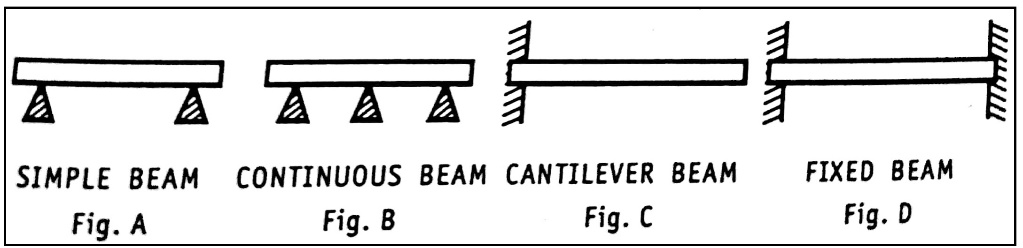 SIMPLE BEAM
Fig. A
CONTINUOUS BEAM
Fig. B
CANTILEVER BEAM
Fig. C
FIXED BEAM
Fig. D